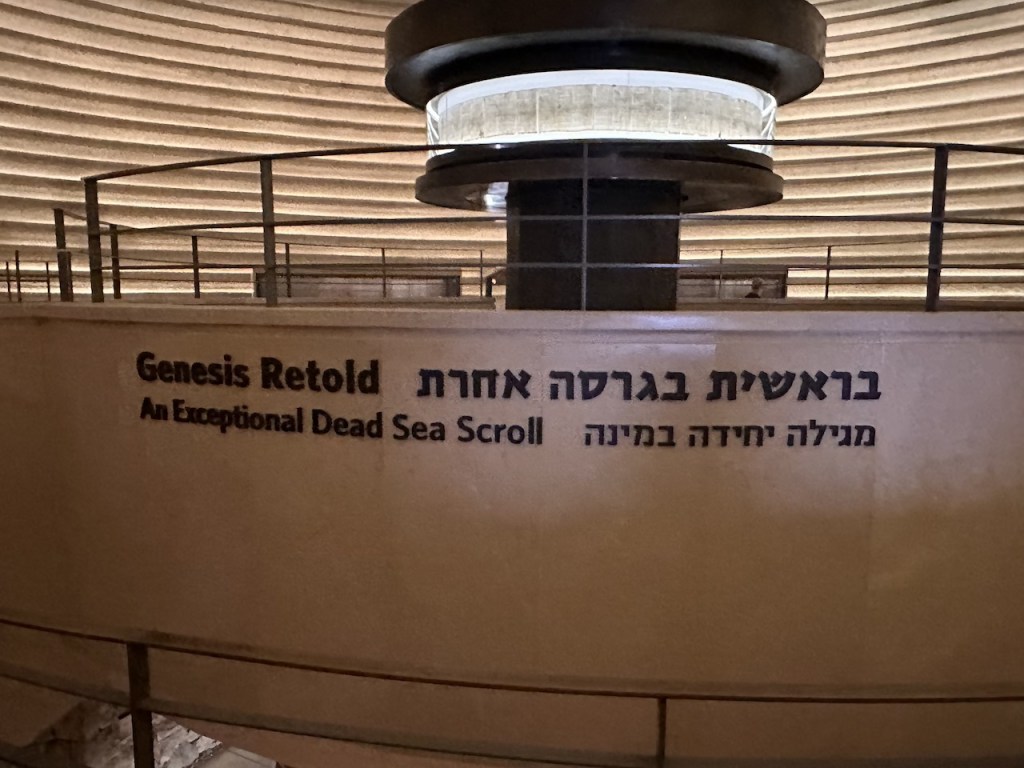 Genesis Retold בראשית בגרסה אחרת
An Exceptional Dead Sea Scroll מגילה יחידה במינה